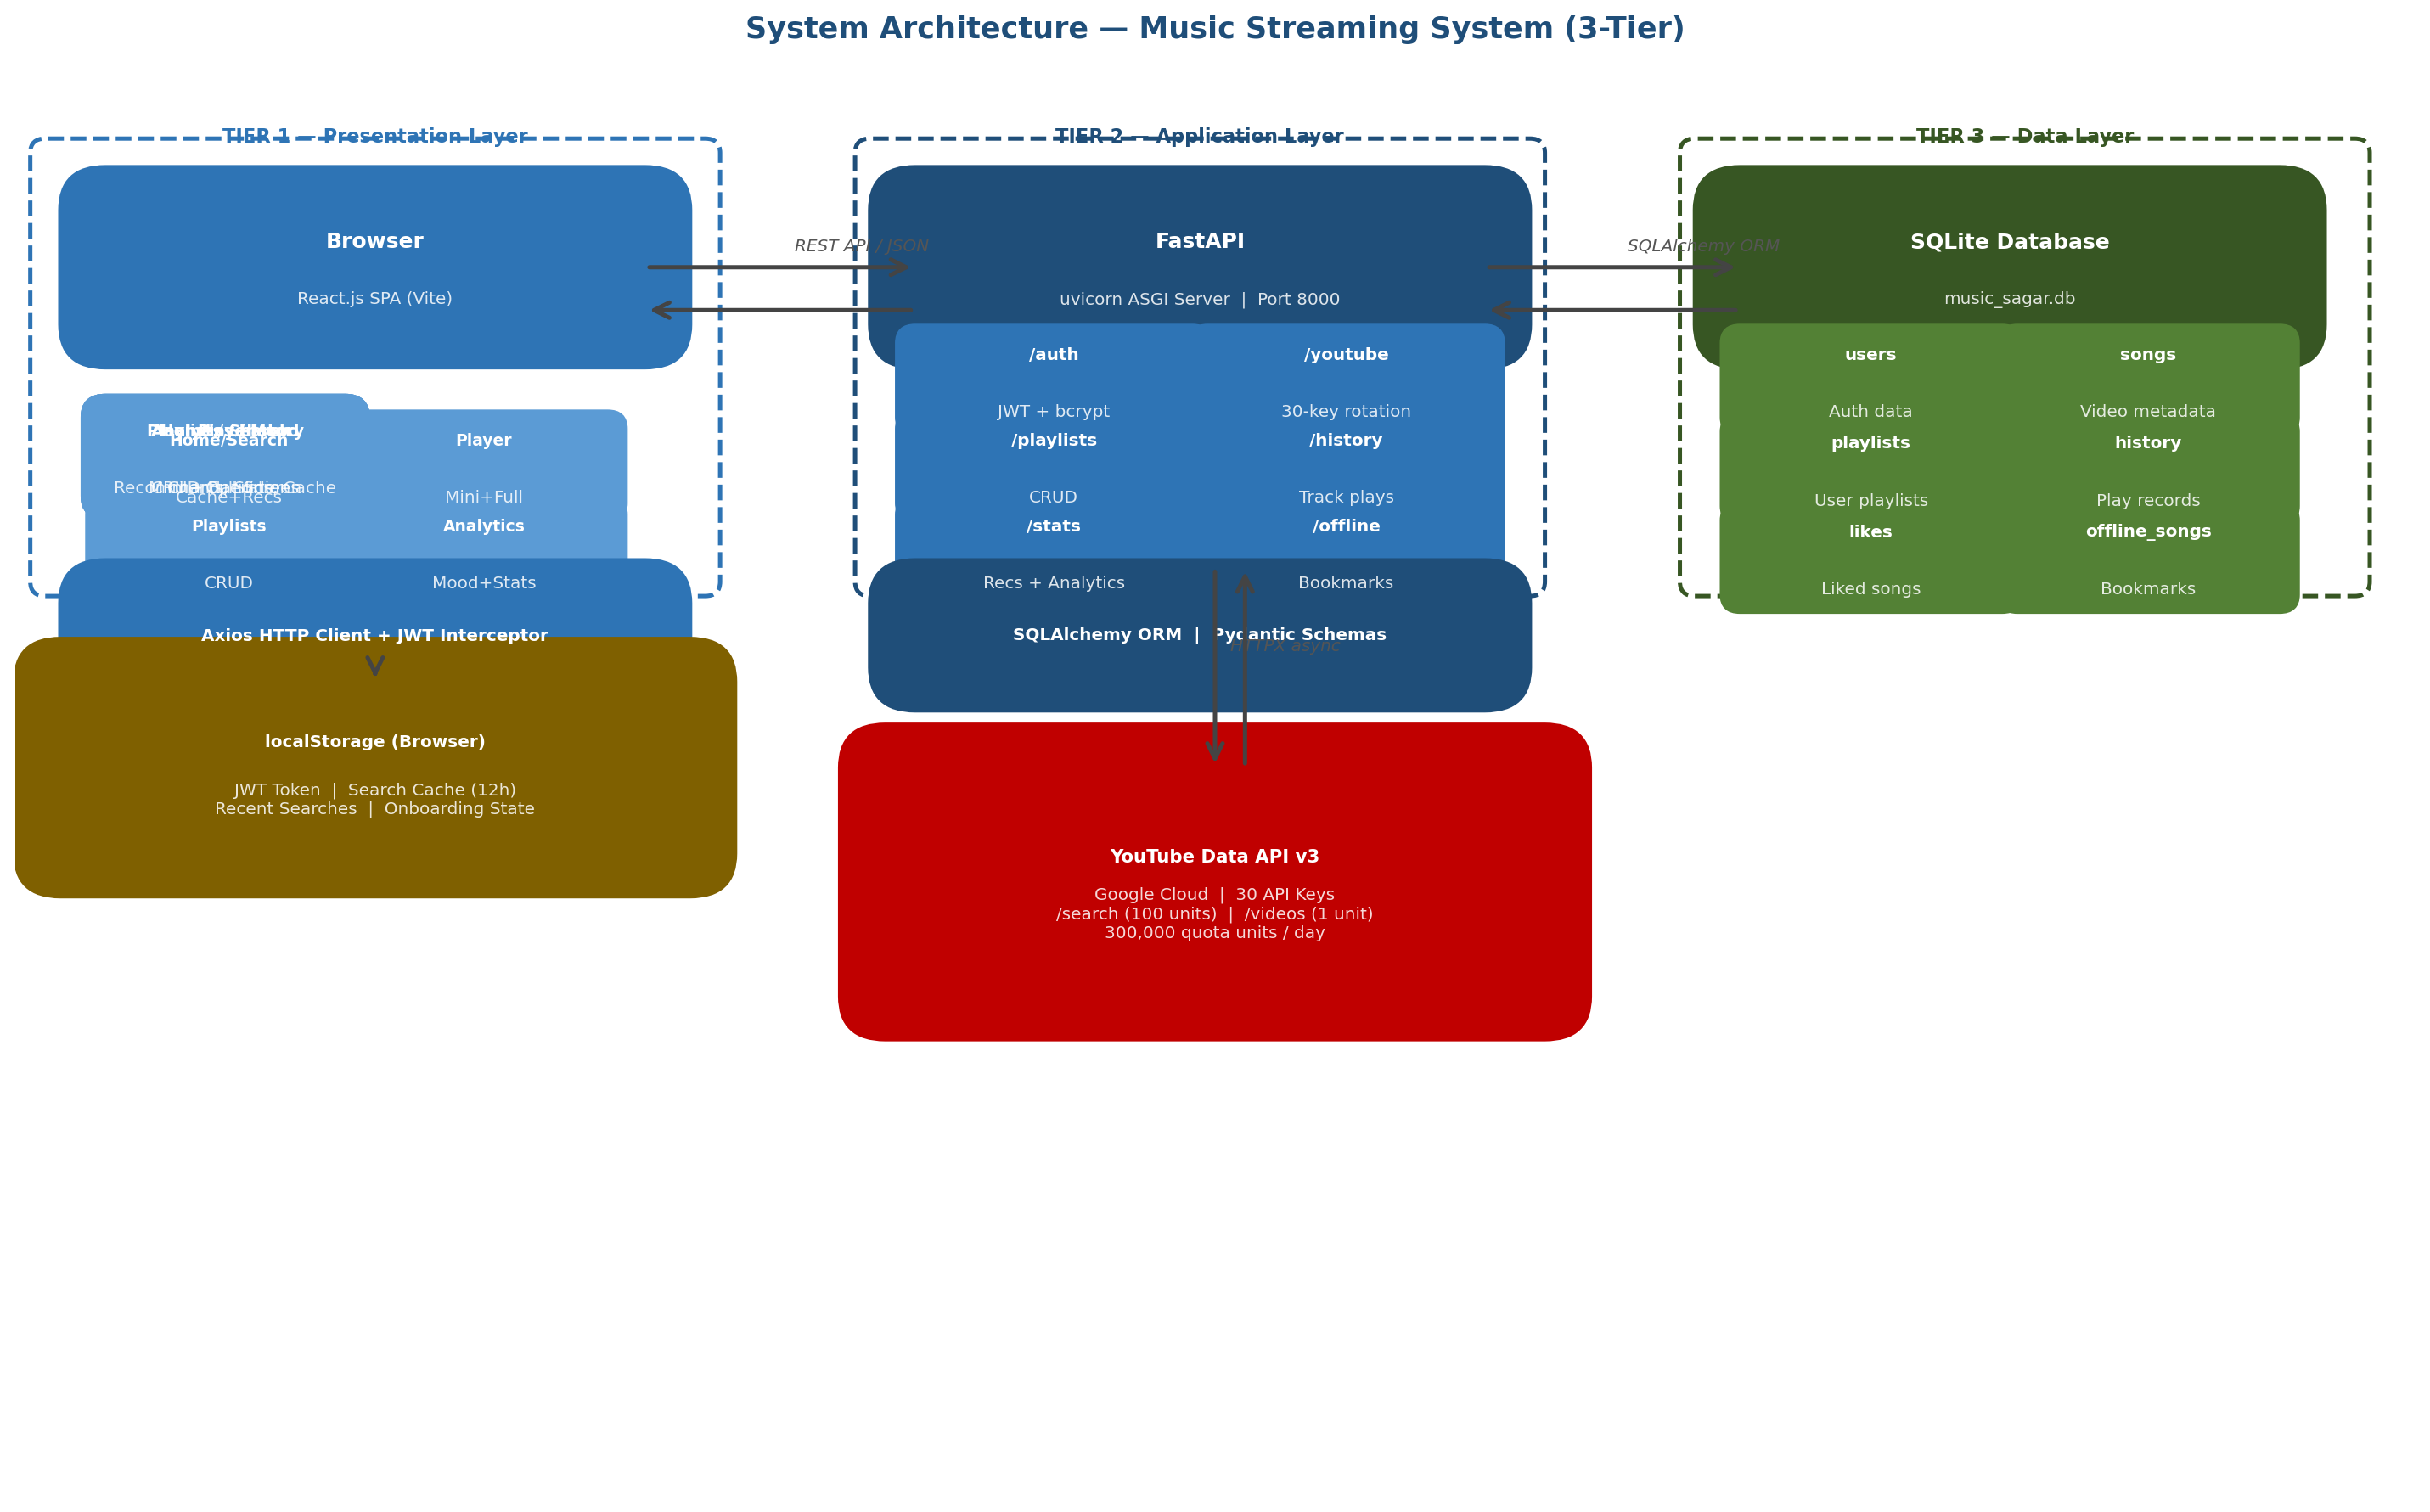 System Architecture — Music Streaming System (3-Tier)
TIER 1 — Presentation Layer
Browser
React.js SPA (Vite)
Home/Search
Cache+Recs
Player
Mini+Full
Playlists
CRUD
Analytics
Mood+Stats
Axios HTTP Client + JWT Interceptor
localStorage (Browser)
JWT Token | Search Cache (12h)
Recent Searches | Onboarding State
REST API / JSON
TIER 2 — Application Layer
FastAPI
uvicorn ASGI Server | Port 8000
/auth
JWT + bcrypt
/youtube
30-key rotation
/playlists
CRUD
/history
Track plays
/stats
Recs + Analytics
/offline
Bookmarks
SQLAlchemy ORM | Pydantic Schemas
HTTPX async
YouTube Data API v3
Google Cloud | 30 API Keys
/search (100 units) | /videos (1 unit)
300,000 quota units / day
SQLAlchemy ORM
TIER 3 — Data Layer
SQLite Database
music_sagar.db
users
Auth data
songs
Video metadata
playlists
User playlists
history
Play records
likes
Liked songs
offline_songs
Bookmarks